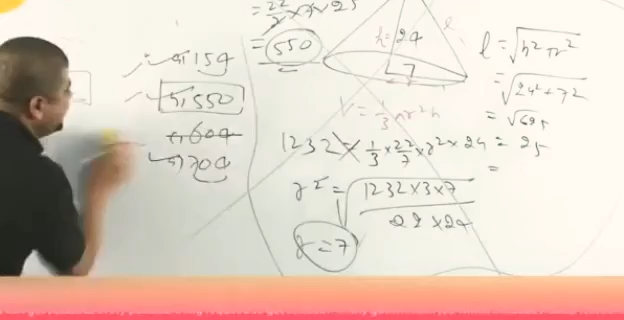 154
550
604
704
= 22/7 × 7 × 25
= 550
h=24
l
7
V = 1/3 πr²h
1232 = 1/3 × 22/7 × r² × 24
r² = 1232×3×7 / 22×24
r=7
l = √h²+r²
= √24²+7²
= √625
= 25
=